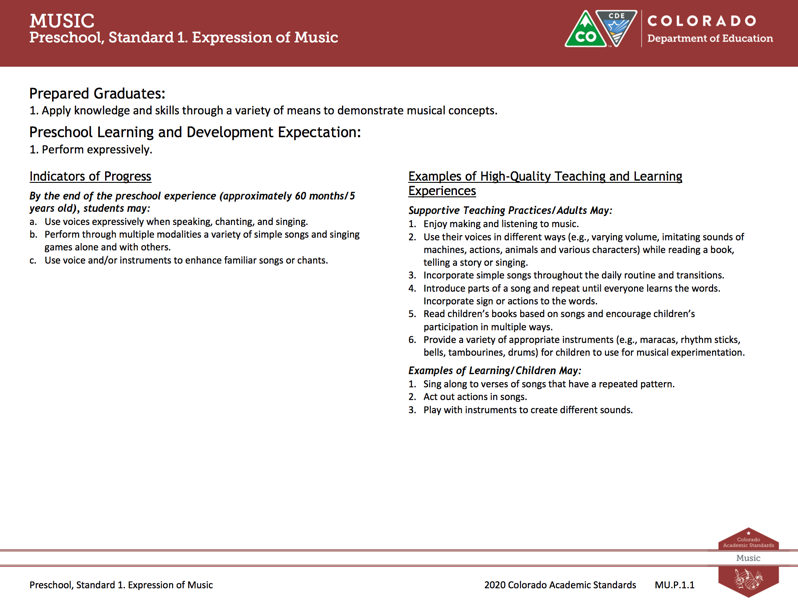 MUSIC
Preschool, Standard 1. Expression of Music
CO
CDE
COLORADO
Department of Education
Prepared Graduates:
1. Apply knowledge and skills through a variety of means to demonstrate musical concepts.
Preschool Learning and Development Expectation:
1. Perform expressively.
Indicators of Progress
By the end of the preschool experience (approximately 60 months/5
years old), students may:
a. Use voices expressively when speaking, chanting, and singing.
b. Perform through multiple modalities a variety of simple songs and singing
games alone and with others.
c. Use voice and/or instruments to enhance familiar songs or chants.
Examples of High-Quality Teaching and Learning
Experiences
Supportive Teaching Practices/Adults May:
1. Enjoy making and listening to music.
2. Use their voices in different ways (e.g., varying volume, imitating sounds of
machines, actions, animals and various characters) while reading a book,
telling a story or singing.
3. Incorporate simple songs throughout the daily routine and transitions.
4. Introduce parts of a song and repeat until everyone learns the words.
Incorporate sign or actions to the words.
5. Read children’s books based on songs and encourage children’s
participation in multiple ways.
6. Provide a variety of appropriate instruments (e.g., maracas, rhythm sticks,
bells, tambourines, drums) for children to use for musical experimentation.
Examples of Learning/Children May:
1. Sing along to verses of songs that have a repeated pattern.
2. Act out actions in songs.
3. Play with instruments to create different sounds.
Colorado
Academic Standards
Music
Preschool, Standard 1. Expression of Music
2020 Colorado Academic Standards
MU.P.1.1